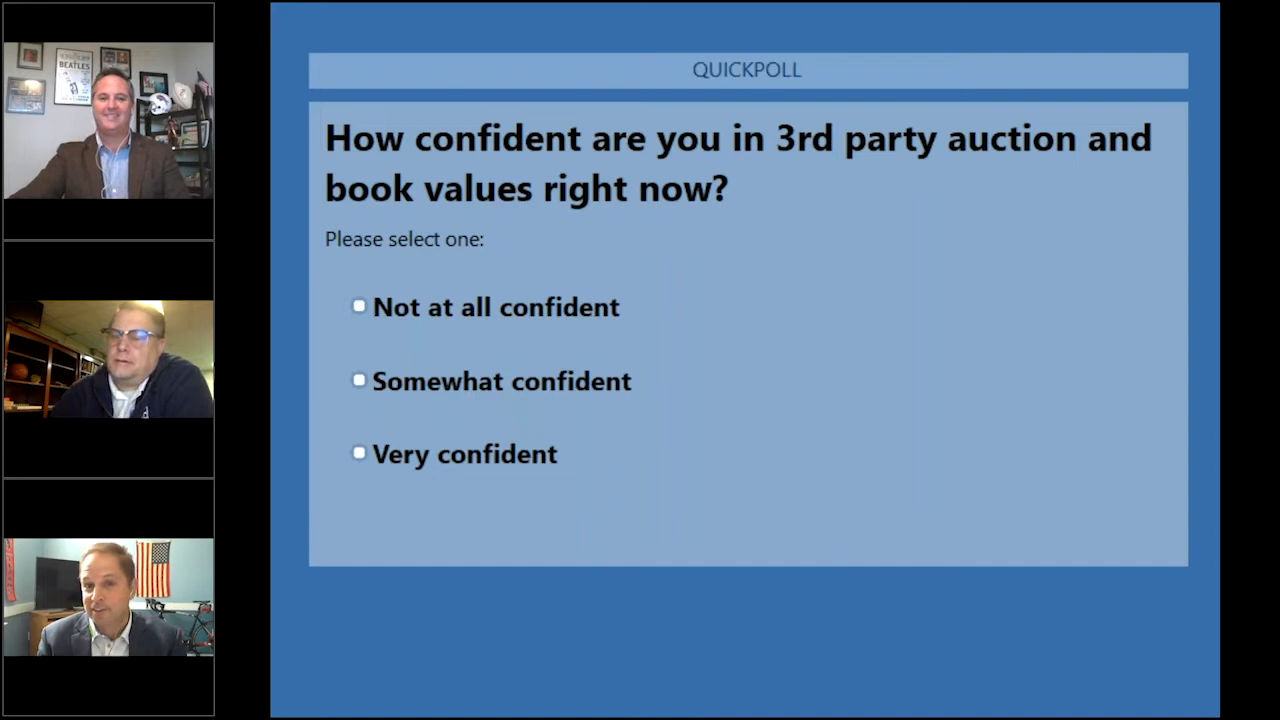 QUICKPOLL
How confident are you in 3rd party auction and
book values right now?
Please select one:
Not at all confident
Somewhat confident
Very confident
BEATLES